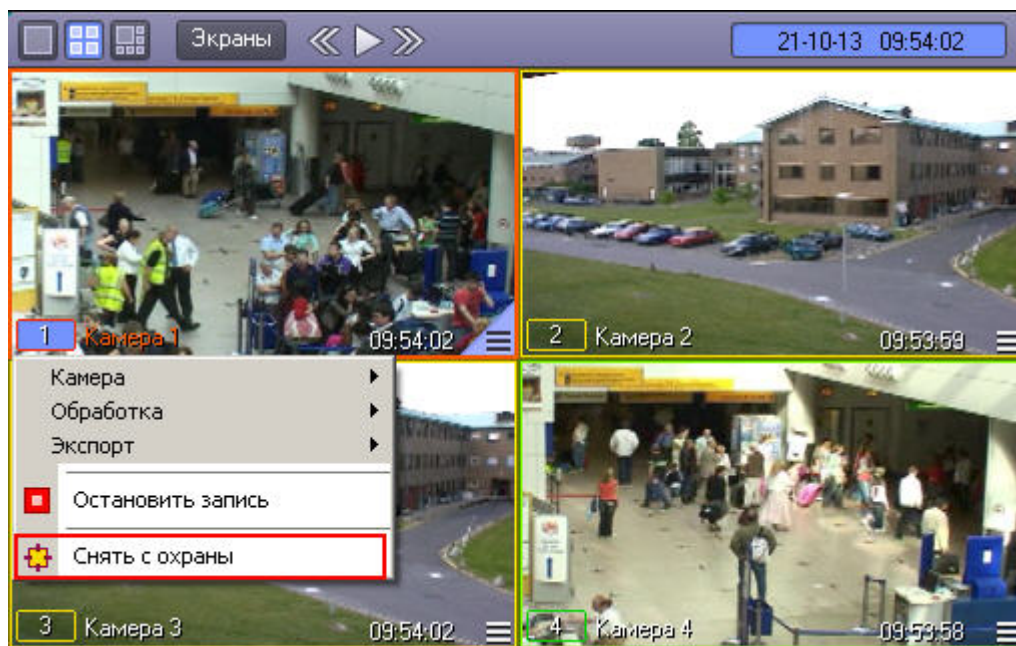 Экраны
21-10-13 09:54:02
1 Камера 1 09:54:02
2 Камера 2 09:53:59
Камера
Обработка
Экспорт
Остановить запись
Снять с охраны
3 Камера 3 09:54:02
4 Камера 4 09:53:58